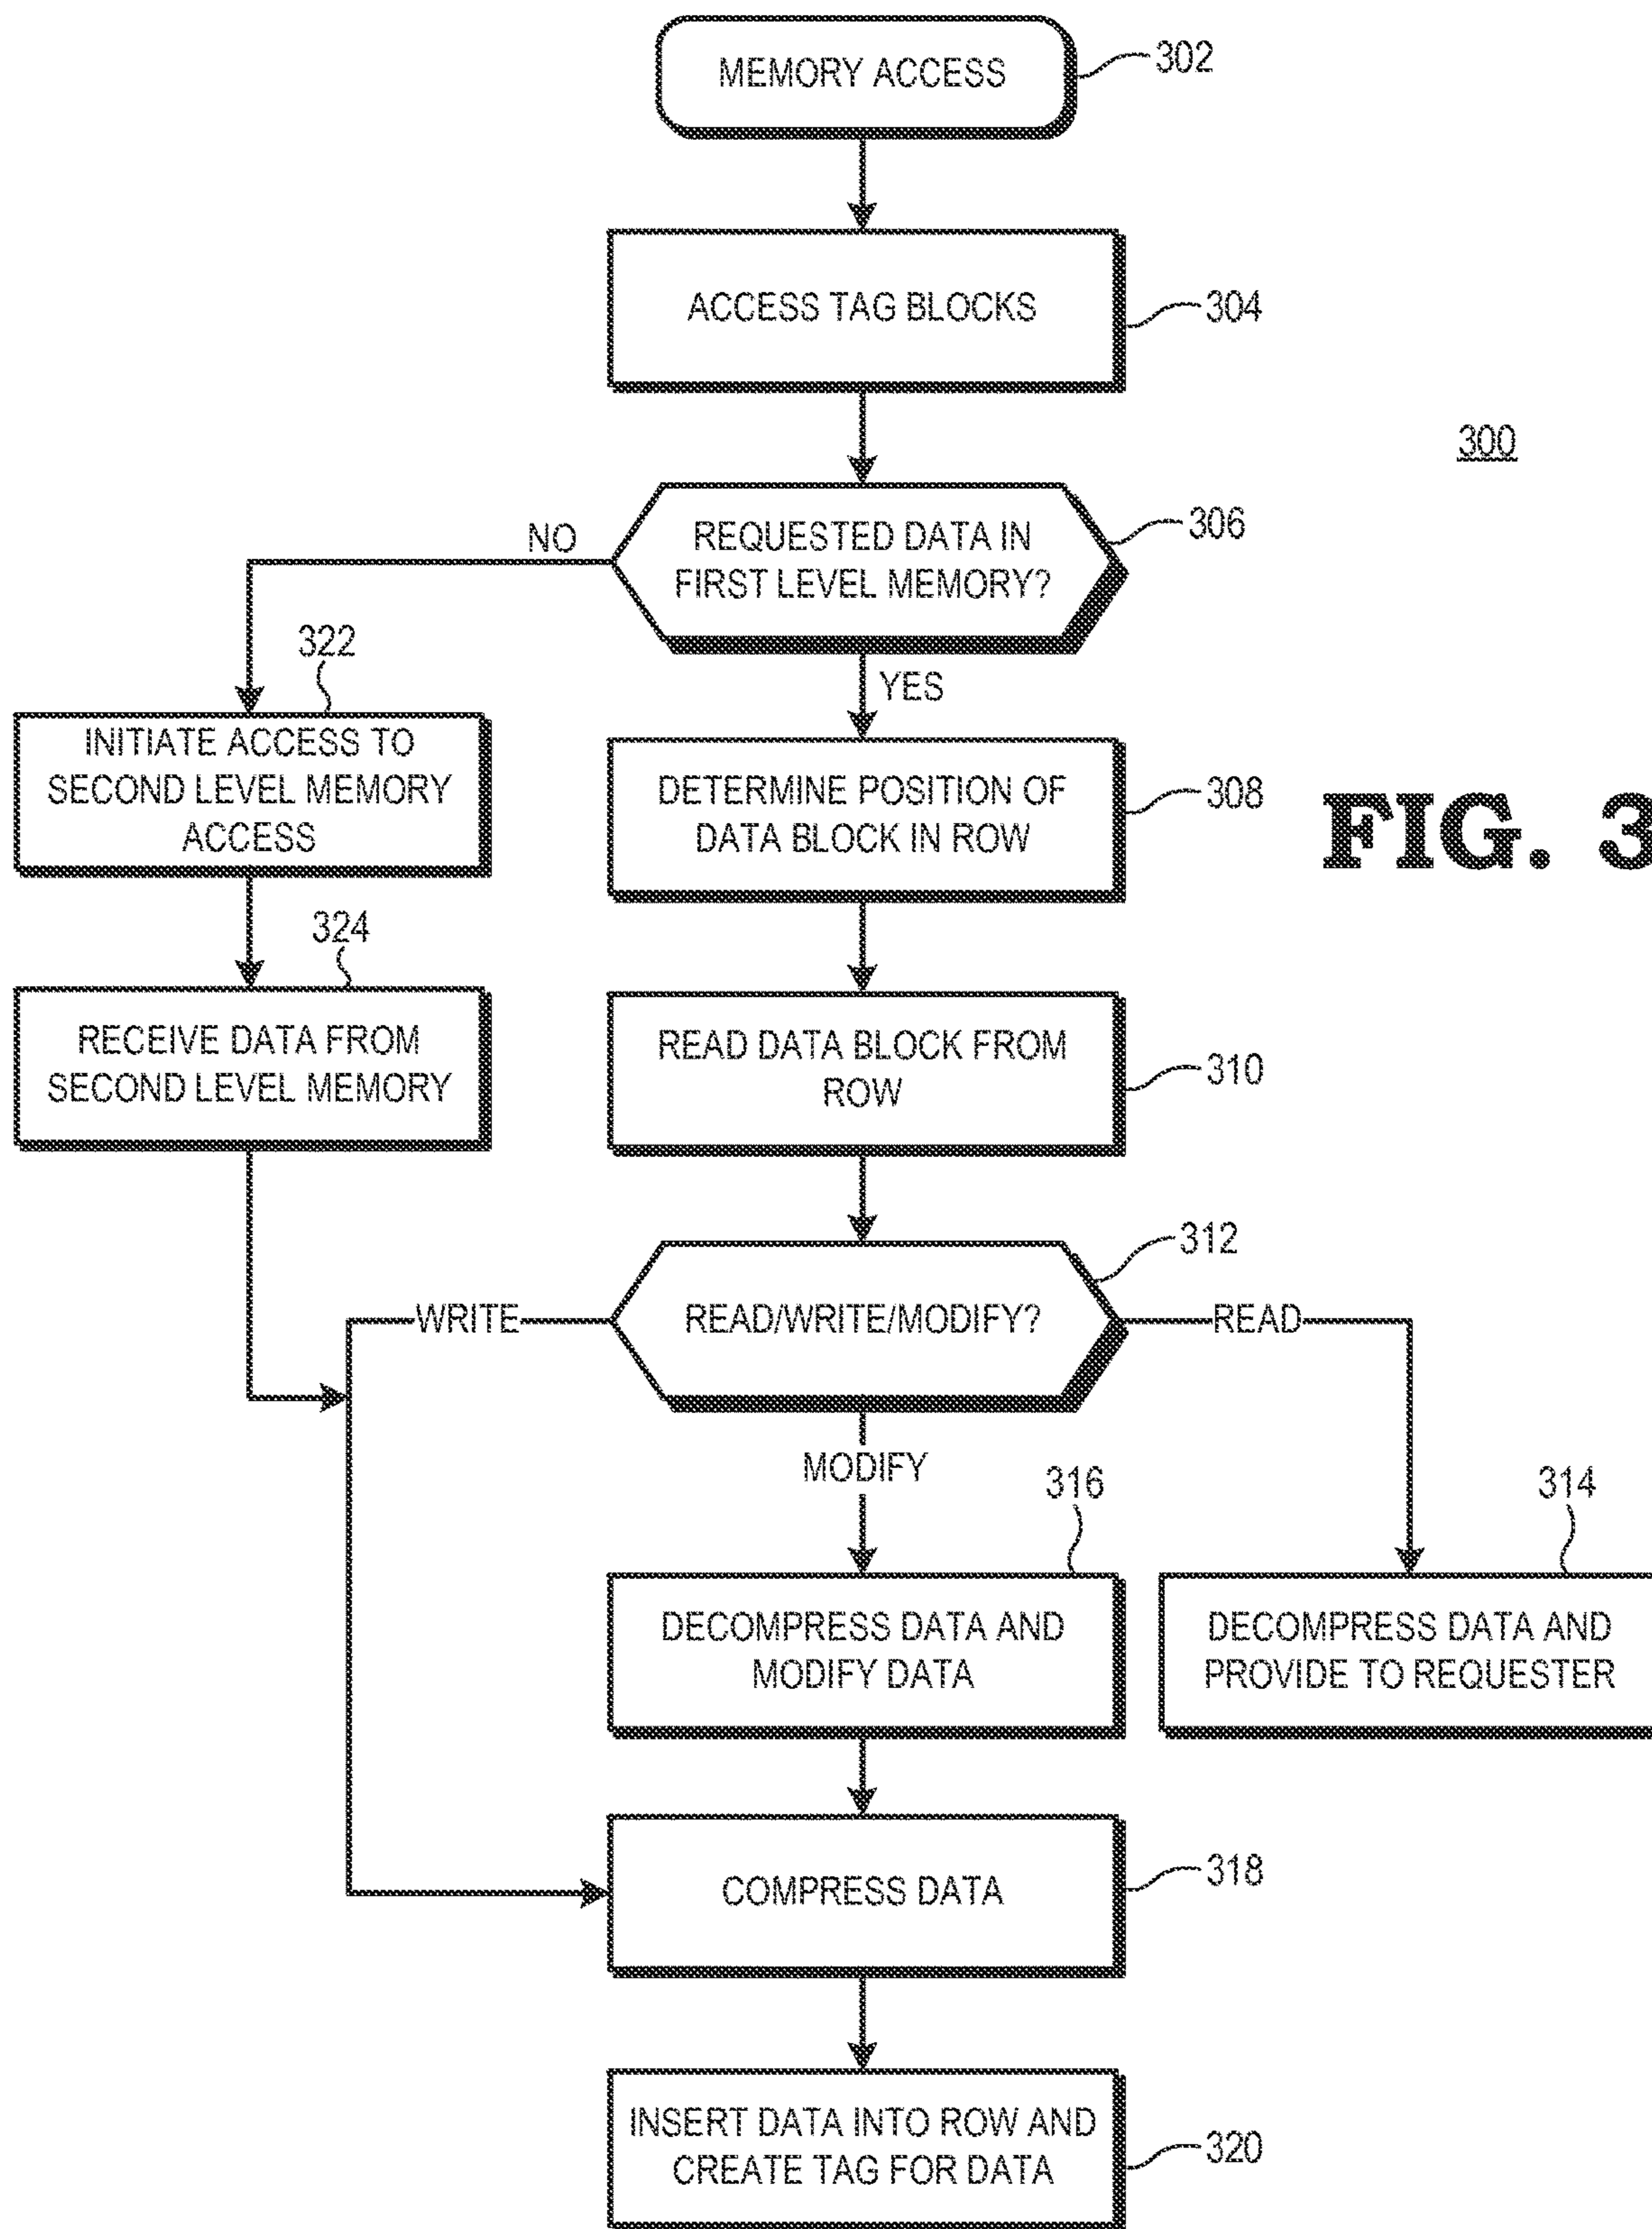 MEMORY ACCESS
302
ACCESS TAG BLOCKS
304
300
REQUESTED DATA IN
FIRST LEVEL MEMORY?
306
NO
YES
322
INITIATE ACCESS TO
SECOND LEVEL MEMORY
ACCESS
DETERMINE POSITION OF
DATA BLOCK IN ROW
308
FIG. 3
324
RECEIVE DATA FROM
SECOND LEVEL MEMORY
READ DATA BLOCK FROM
ROW
310
312
WRITE
READ/WRITE/MODIFY?
READ
MODIFY
316
314
DECOMPRESS DATA AND
MODIFY DATA
DECOMPRESS DATA AND
PROVIDE TO REQUESTER
COMPRESS DATA
318
INSERT DATA INTO ROW AND
CREATE TAG FOR DATA
320